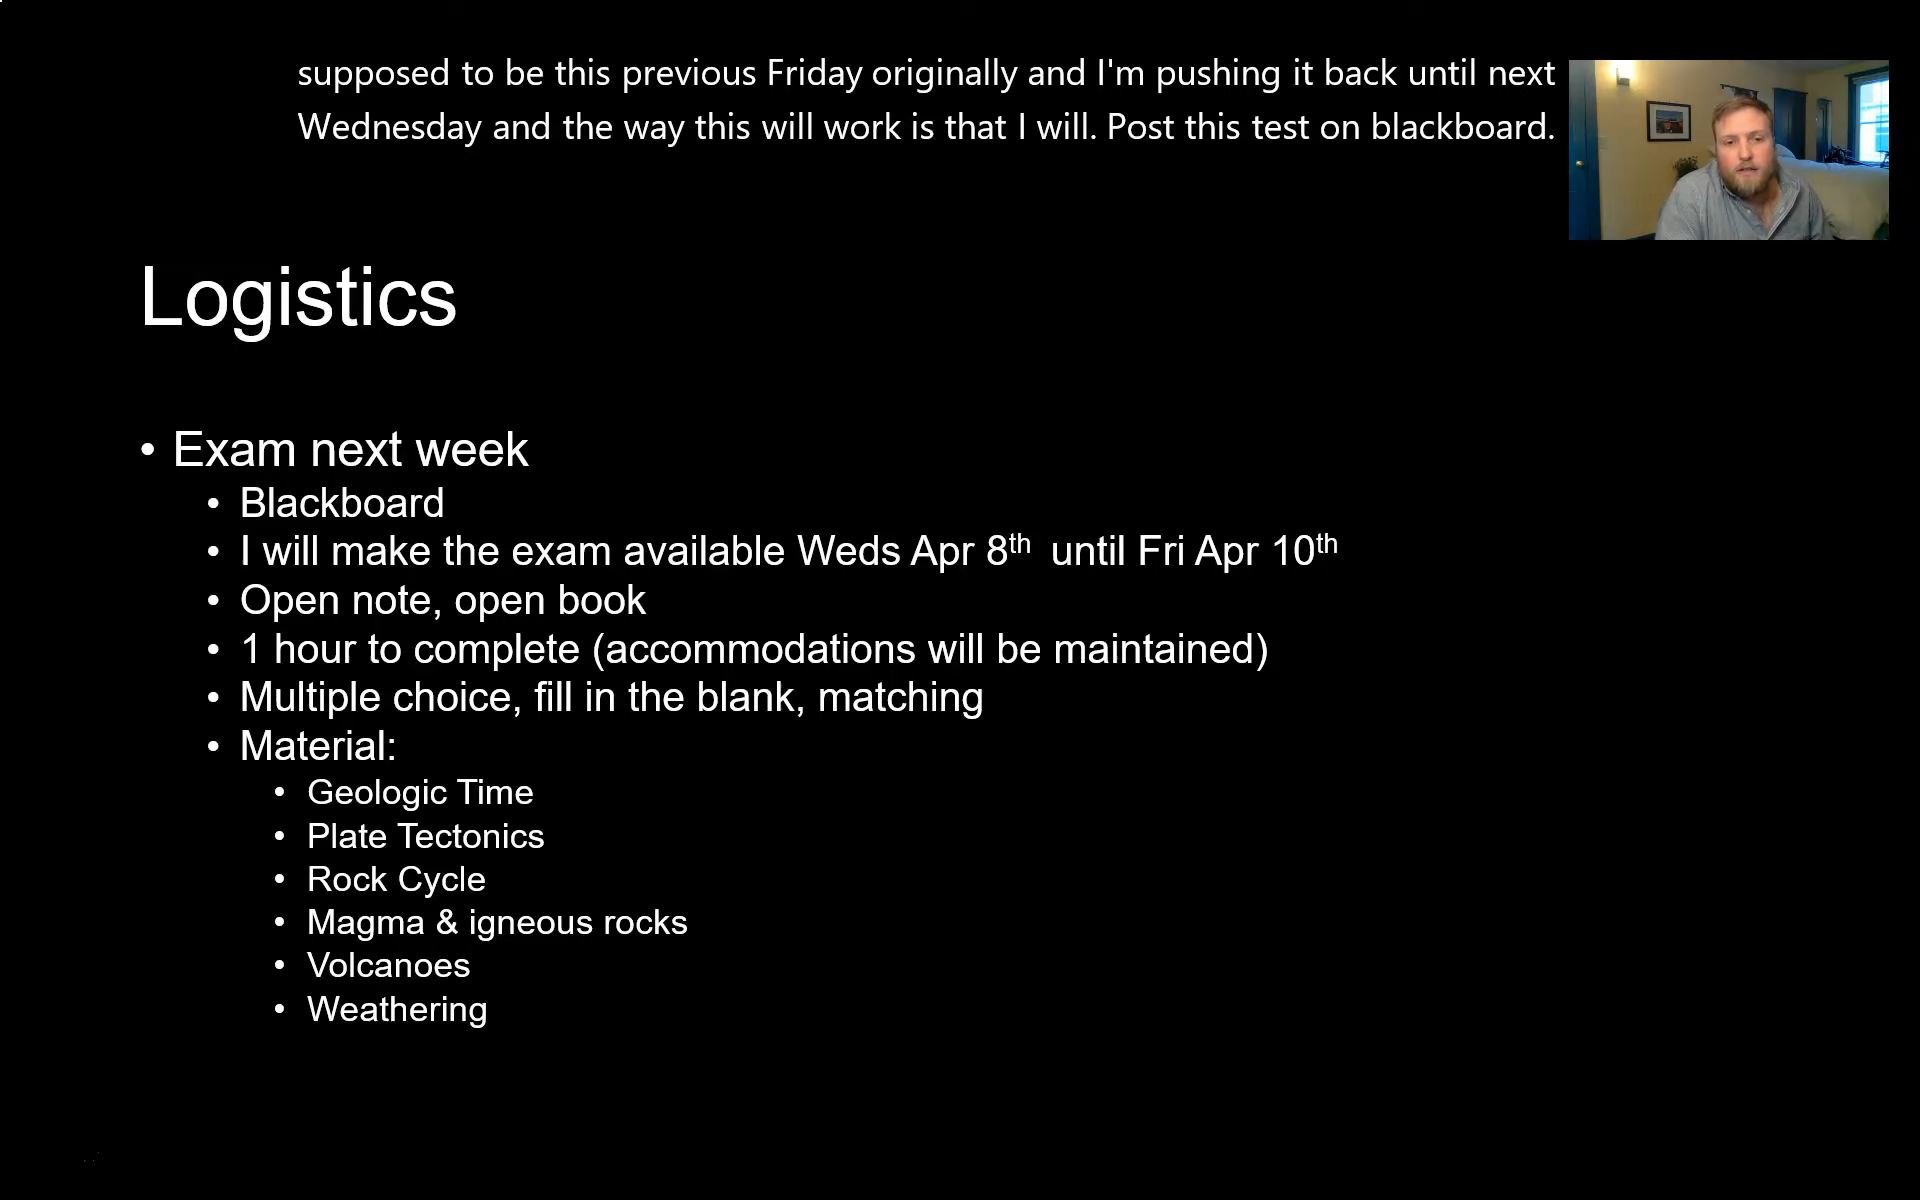 supposed to be this previous Friday originally and I'm pushing it back until next
Wednesday and the way this will work is that I will. Post this test on blackboard.
Logistics
• Exam next week
• Blackboard
• I will make the exam available Weds Apr 8th until Fri Apr 10th
• Open note, open book
• 1 hour to complete (accommodations will be maintained)
• Multiple choice, fill in the blank, matching
• Material:
• Geologic Time
• Plate Tectonics
• Rock Cycle
• Magma & igneous rocks
• Volcanoes
• Weathering